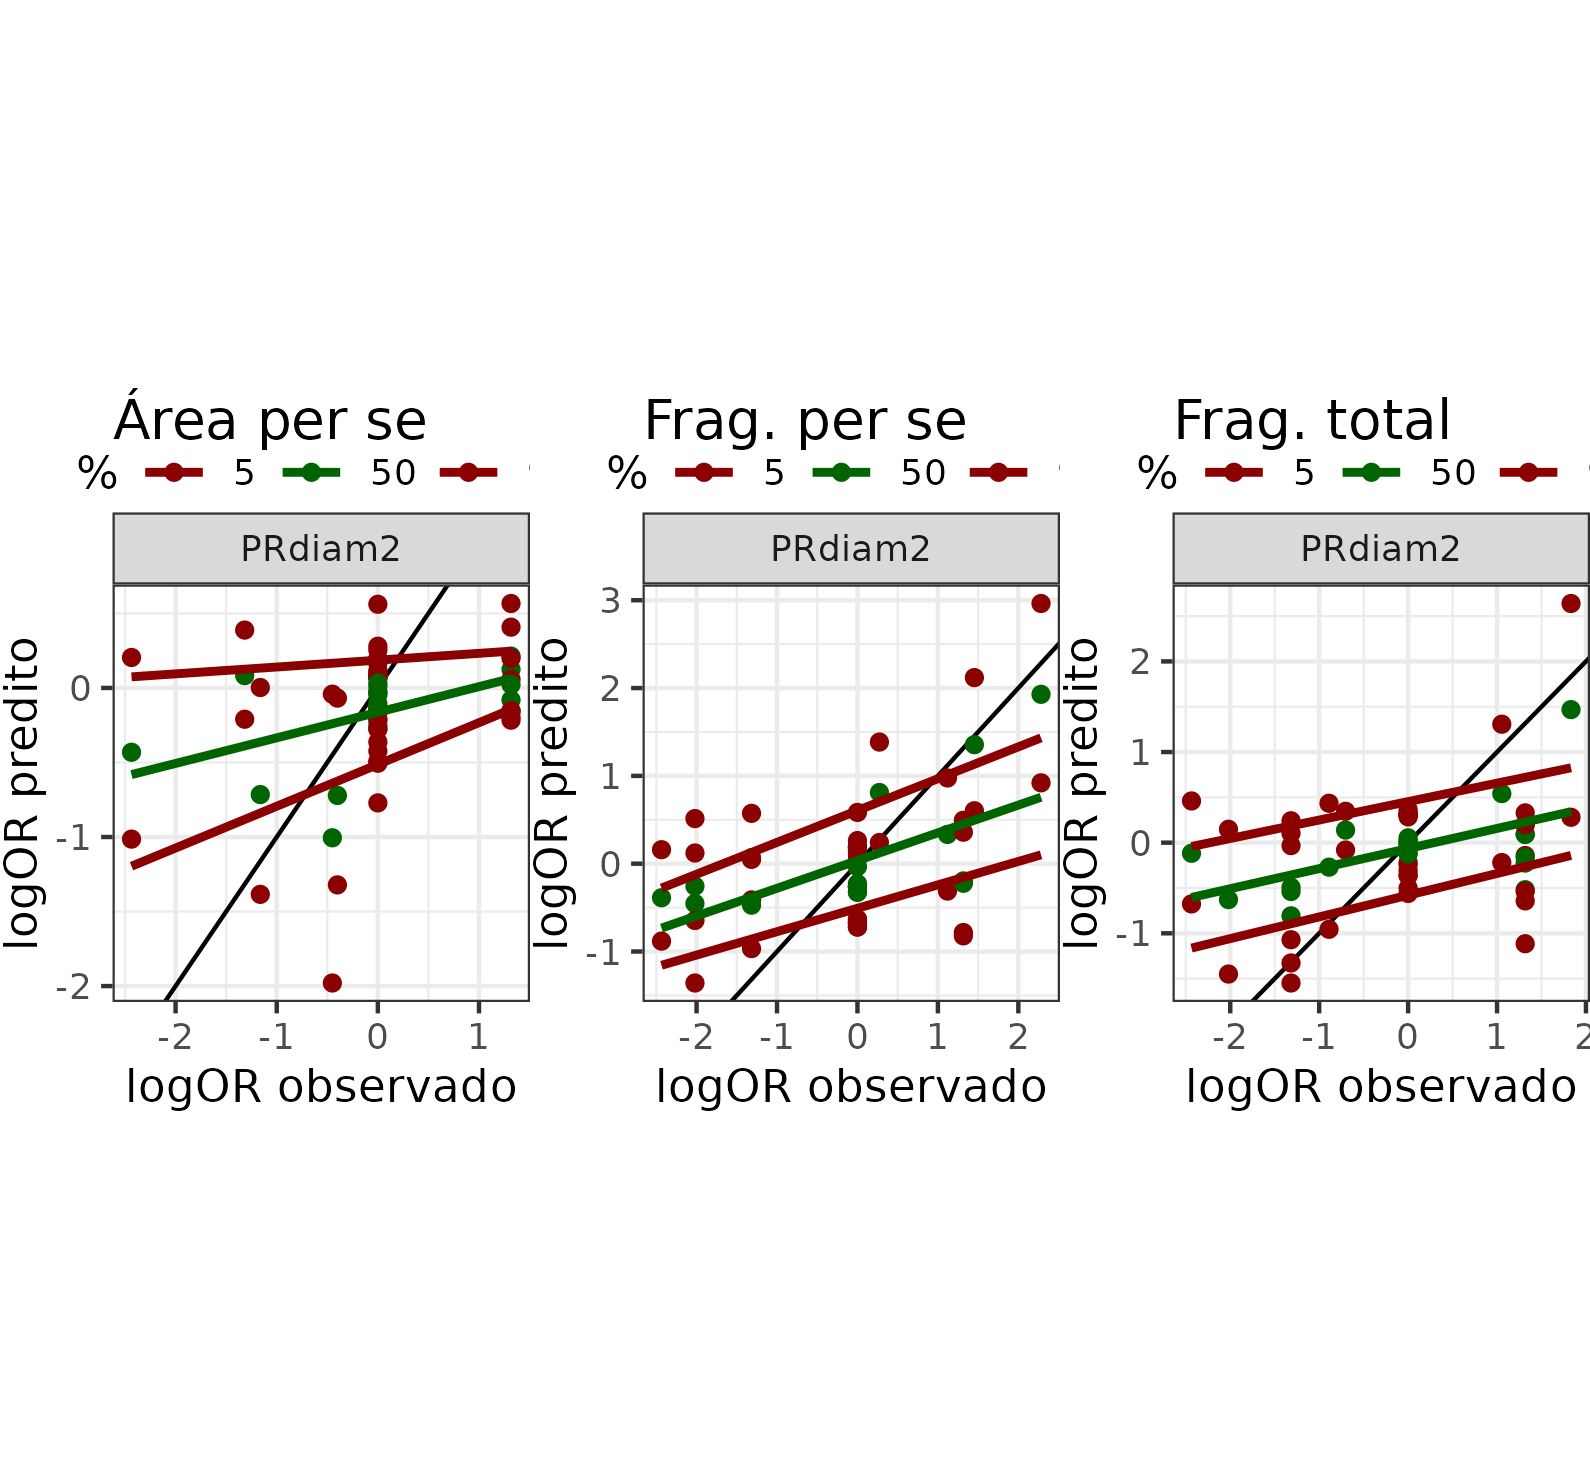 Área per se
% 5 50
PRdiam2
0
-1
-2
-2 -1 0 1
logOR observado
logOR predito
Frag. per se
% 5 50
PRdiam2
3
2
1
0
-1
-2 -1 0 1 2
logOR observado
logOR predito
Frag. total
% 5 50
PRdiam2
2
1
0
-1
-2 -1 0 1 2
logOR observado
logOR predito